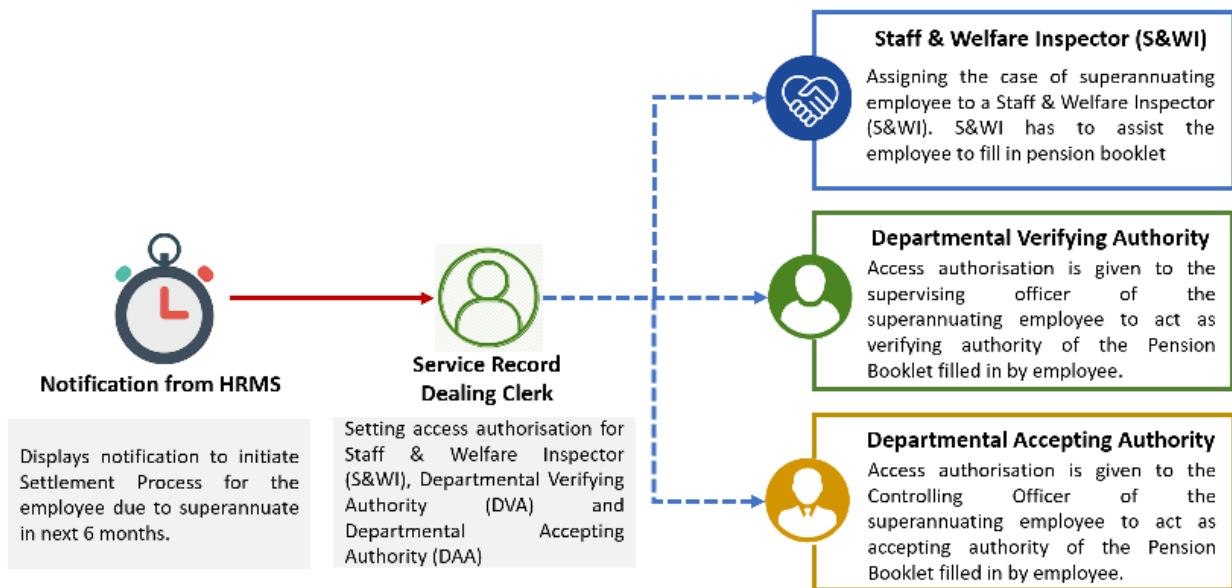 Notification from HRMS
Displays notification to initiate
Settlement Process for the
employee due to superannuate
in next 6 months.
Service Record
Dealing Clerk
Setting access authorisation for
Staff & Welfare Inspector
(S&WI), Departmental Verifying
Authority (DVA) and
Departmental Accepting
Authority (DAA)
Staff & Welfare Inspector (S&WI)
Assigning the case of superannuating
employee to a Staff & Welfare Inspector
(S&WI). S&WI has to assist the
employee to fill in pension booklet
Departmental Verifying Authority
Access authorisation is given to the
supervising officer of the
superannuating employee to act as
verifying authority of the Pension
Booklet filled in by employee.
Departmental Accepting Authority
Access authorisation is given to the
Controlling Officer of the
superannuating employee to act as
accepting authority of the Pension
Booklet filled in by employee.